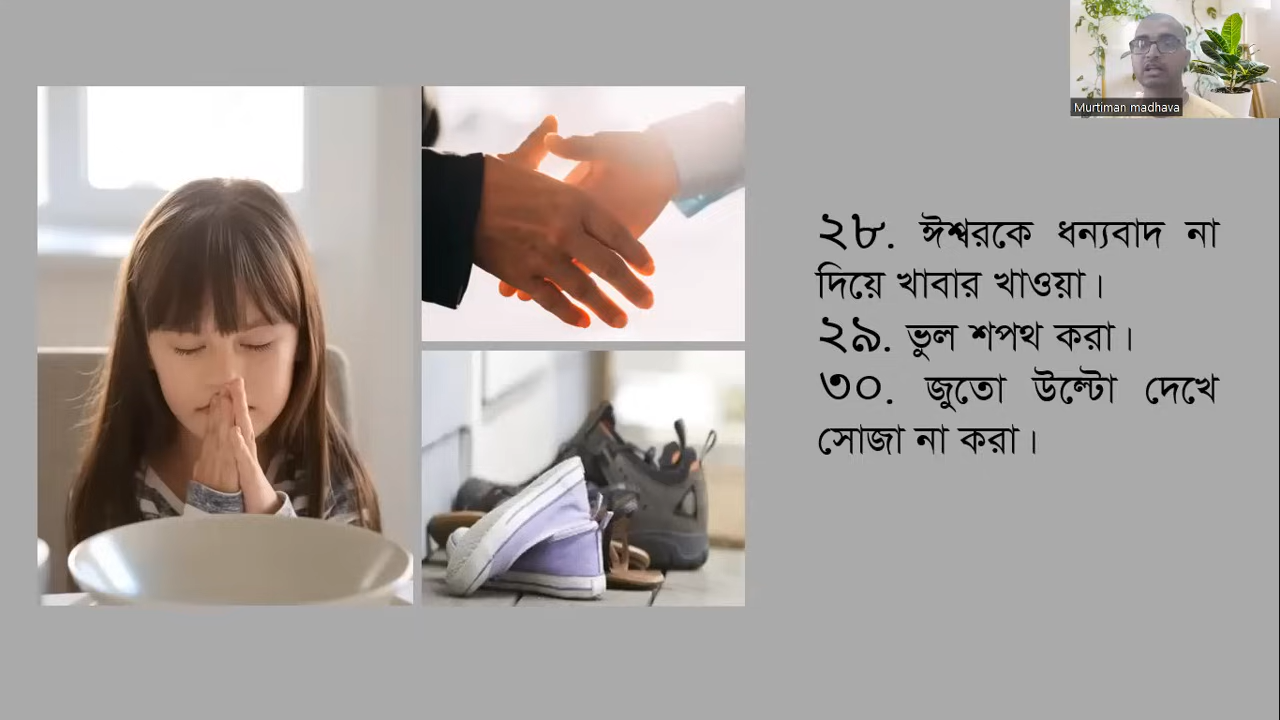 Murtiman madhava
২৮. ঈশ্বরকে ধন্যবাদ না
দিয়ে খাবার খাওয়া।
২৯. ভুল শপথ করা।
৩০. জুতো উল্টো দেখে
সোজা না করা।